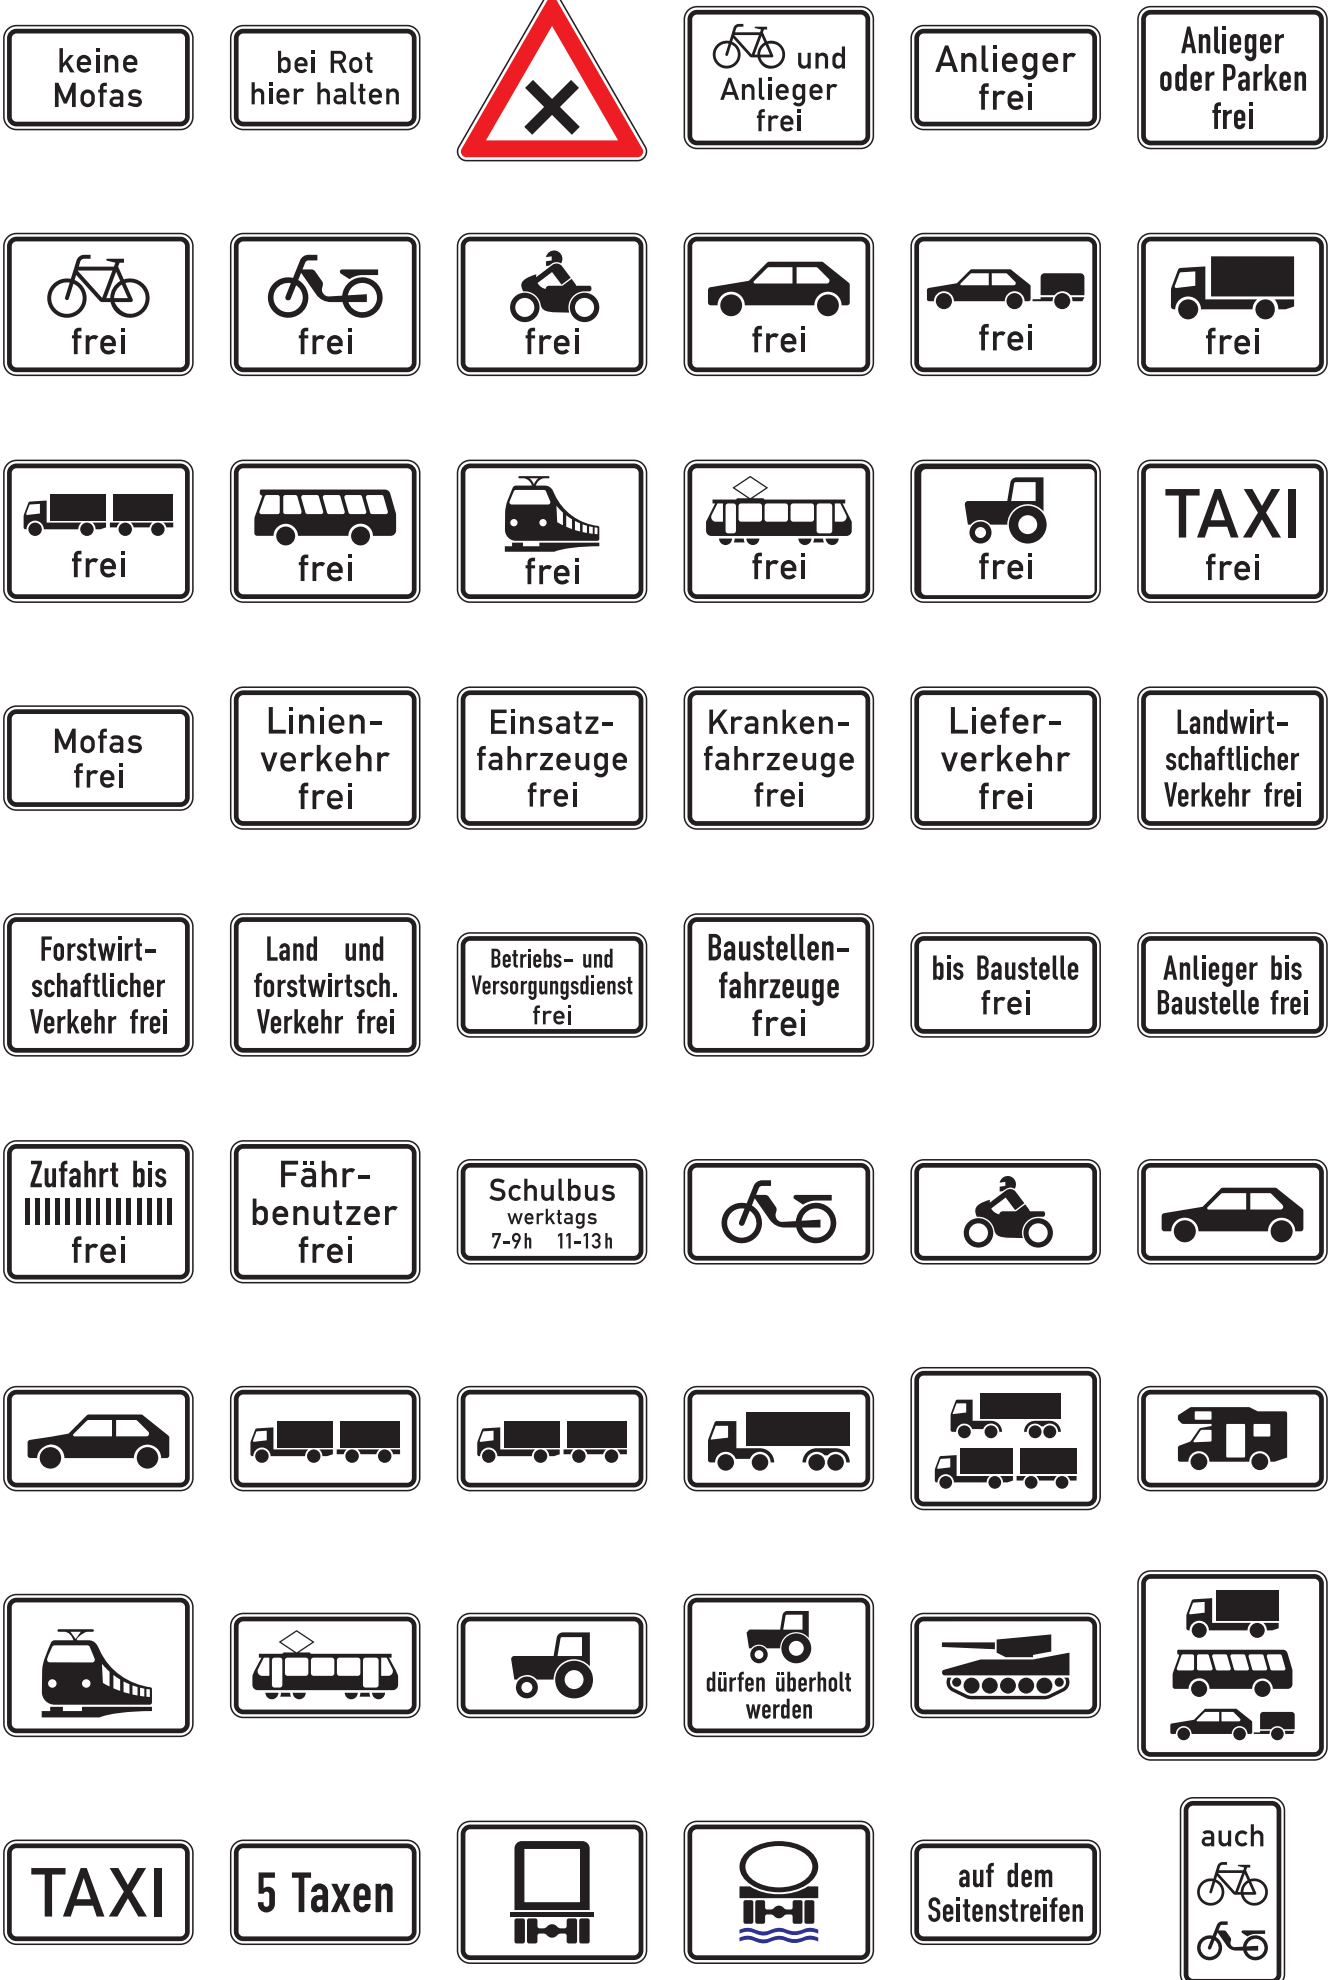 keine
Mofas
bei Rot
hier halten
und
Anlieger
frei
Anlieger
frei
Anlieger
oder Parken
frei
frei
frei
frei
frei
frei
frei
frei
frei
frei
frei
frei
TAXI
frei
Mofas
frei
Linien-
verkehr
frei
Einsatz-
fahrzeuge
frei
Kranken-
fahrzeuge
frei
Liefer-
verkehr
frei
Landwirt-
schaftlicher
Verkehr frei
Forstwirt-
schaftlicher
Verkehr frei
Land und
forstwirtsch.
Verkehr frei
Betriebs- und
Versorgungsdienst
frei
Baustellen-
fahrzeuge
frei
bis Baustelle
frei
Anlieger bis
Baustelle frei
Zufahrt bis
frei
Fähr-
benutzer
frei
Schulbus
werktags
7-9h 11-13h
dürfen überholt
werden
TAXI
5 Taxen
auf dem
Seitenstreifen
auch